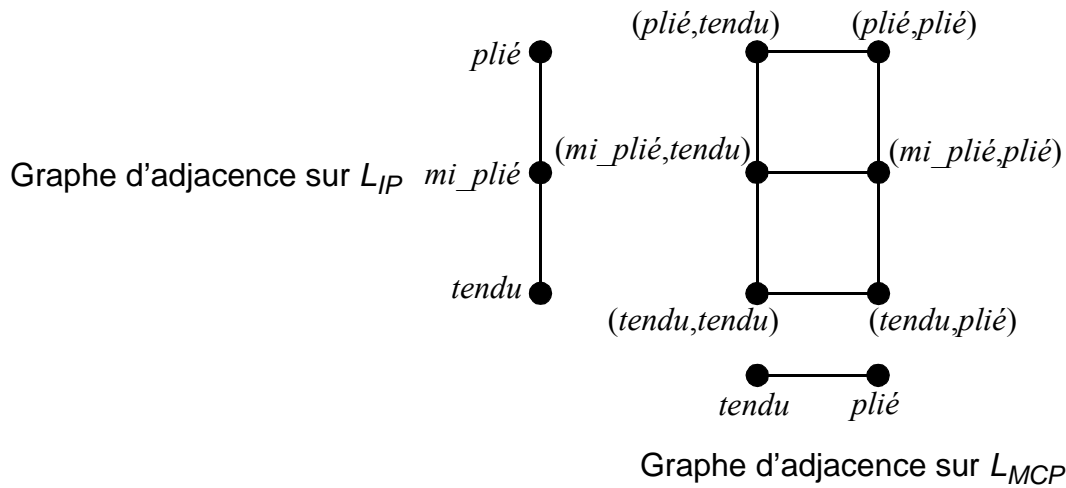 (plié,tendu) (plié,plié)
plié
Graphe d'adjacence sur L_IP mi_plié (mi_plié,tendu) (mi_plié,plié)
tendu
(tendu,tendu) (tendu,plié)
tendu plié
Graphe d'adjacence sur L_MCP